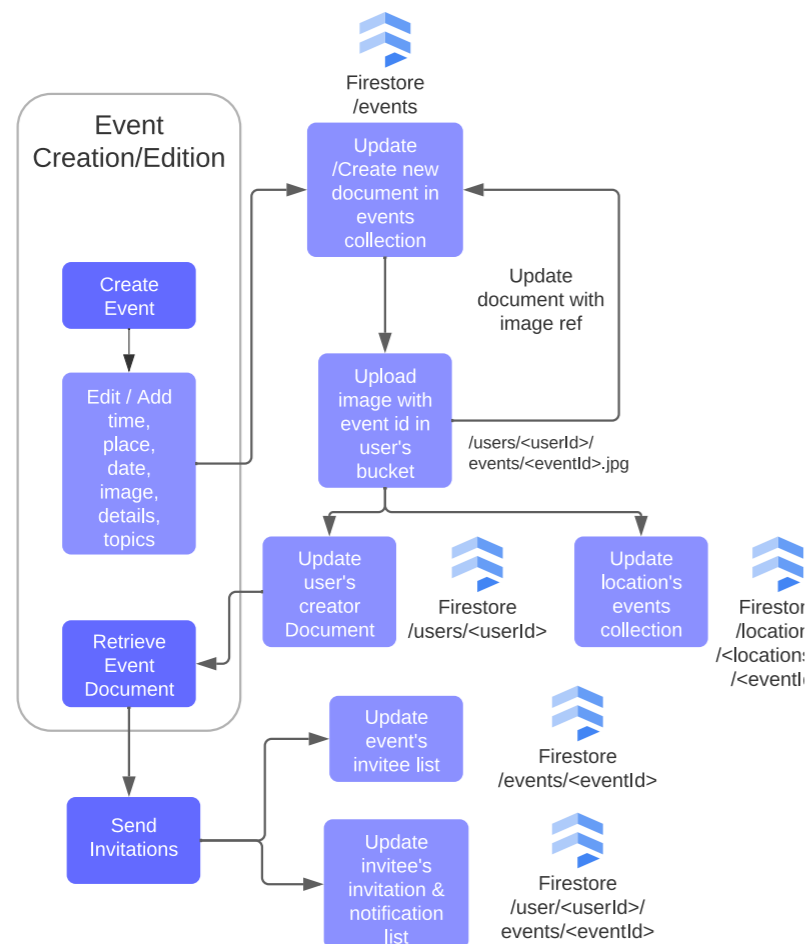 Firestore
/events
Event
Creation/Edition
Update
/Create new
document in
events
collection
Create
Event
Update
document with
image ref
Edit / Add
time,
place,
date,
image,
details,
topics
Upload
image with
event id in
user's
bucket
/users/<userId>/
events/<eventId>.jpg
Update
user's
creator
Document
Firestore
/users/<userId>
Update
location's
events
collection
Retrieve
Event
Document
Update
event's
invitee list
Firestore
/events/<eventId>
Send
Invitations
Update
invitee's
invitation &
notification
list
Firestore
/user/<userId>/
events/<eventId>